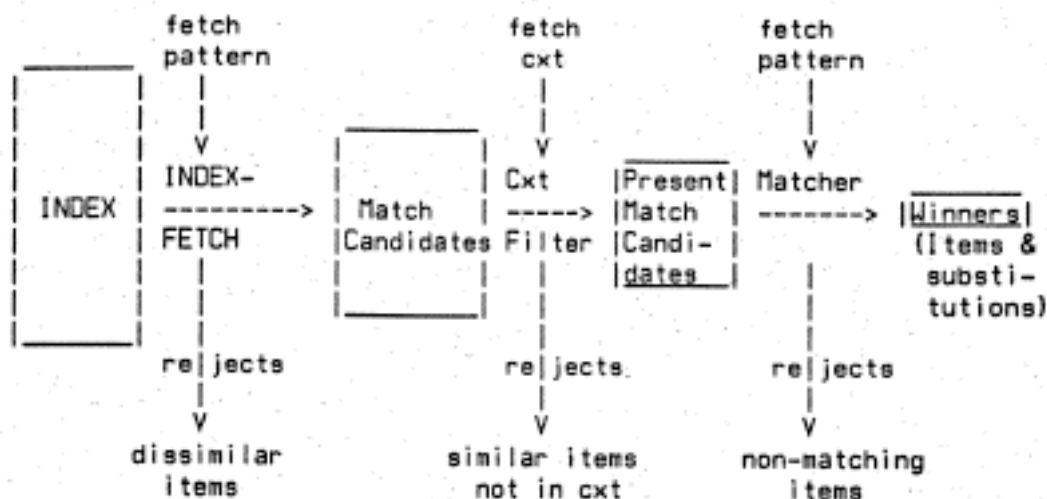 fetch
pattern
fetch
cxt
fetch
pattern
INDEX
INDEX-
FETCH
Match
Candidates
Cxt
Filter
Present
Match
Candi-
dates
Matcher
Winners
(Items &
substi-
tutions)
rejects
rejects
rejects
dissimilar
items
similar items
not in cxt
non-matching
items